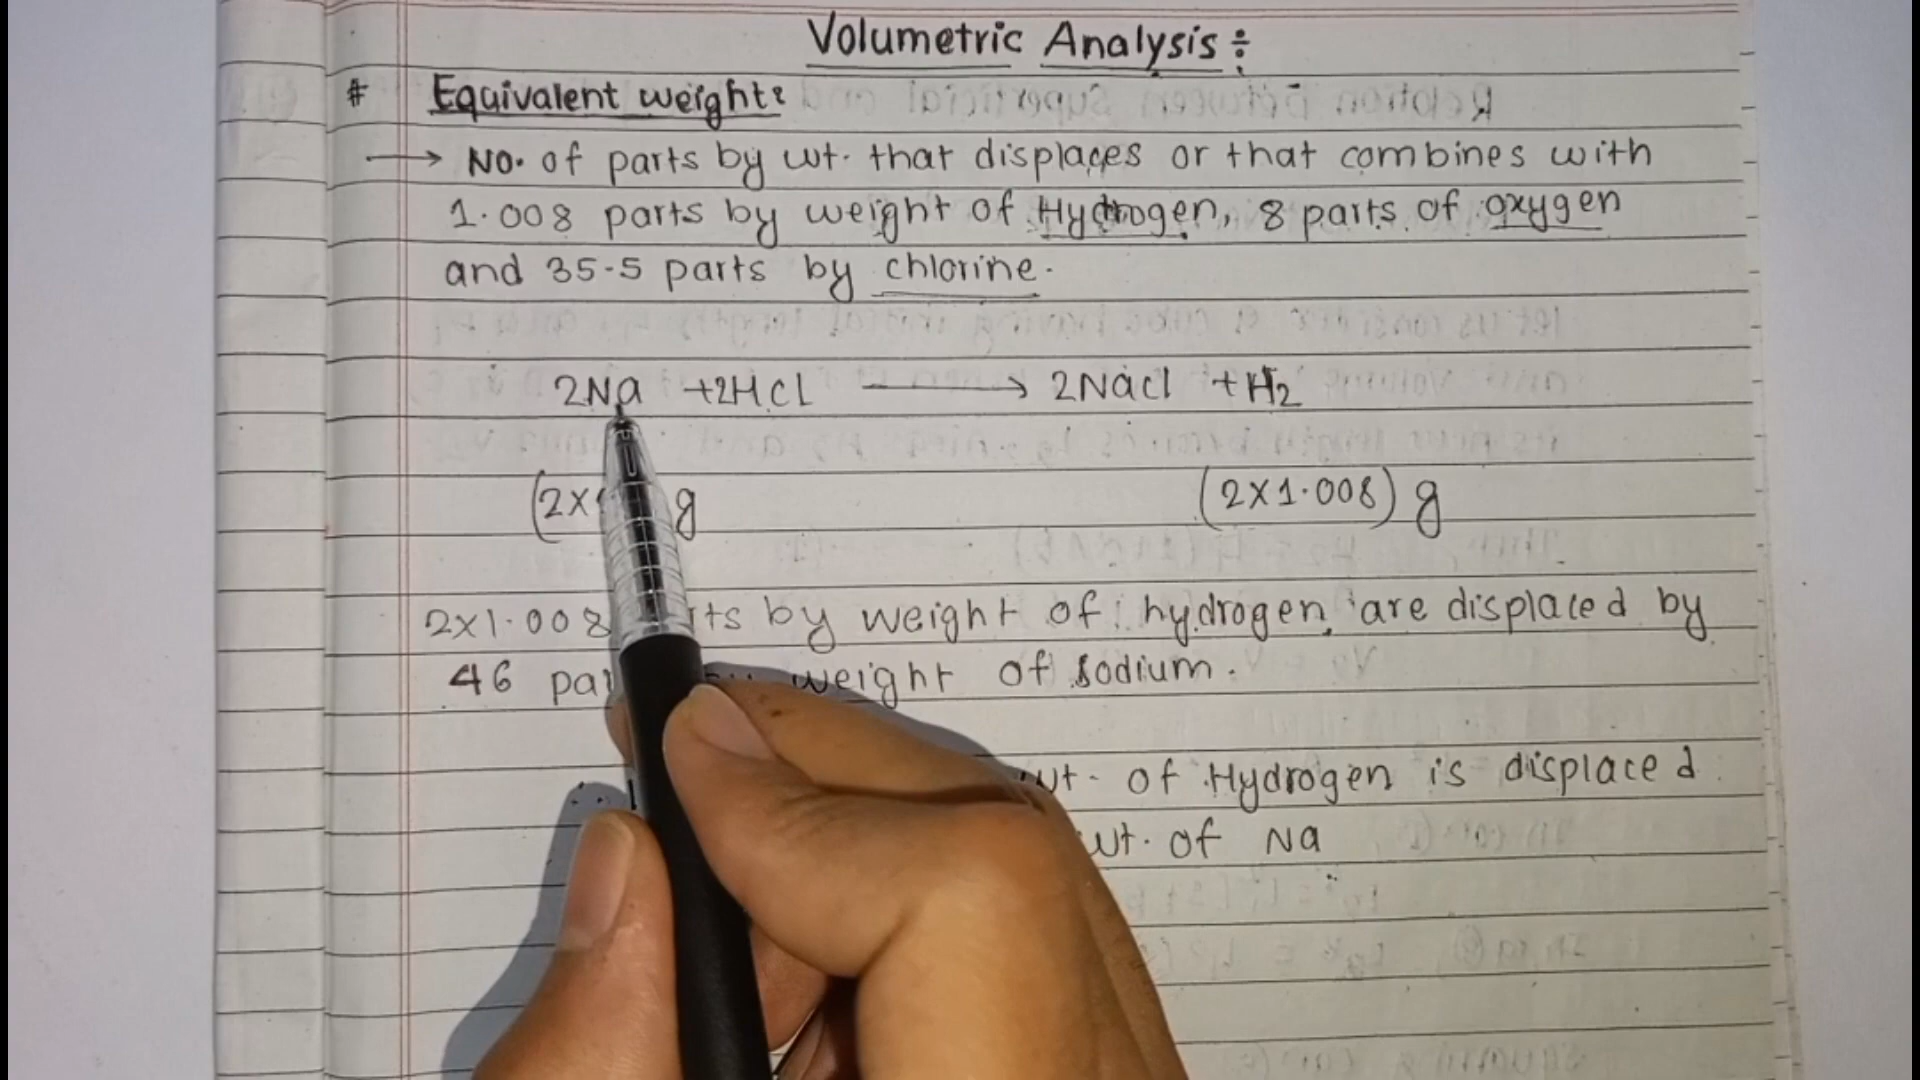 Volumetric Analysis:
# Equivalent weight:
→ No. of parts by wt. that displaces or that combines with
1.008 parts by weight of Hydrogen, 8 parts of oxygen
and 35.5 parts by chlorine.
2Na +2HCl → 2NaCl + H2
(2x g (2x1.008) g
2x1.008 by weight of hydrogen are displaced by
46 weight of sodium.
wt. of Hydrogen is displaced
wt. of Na